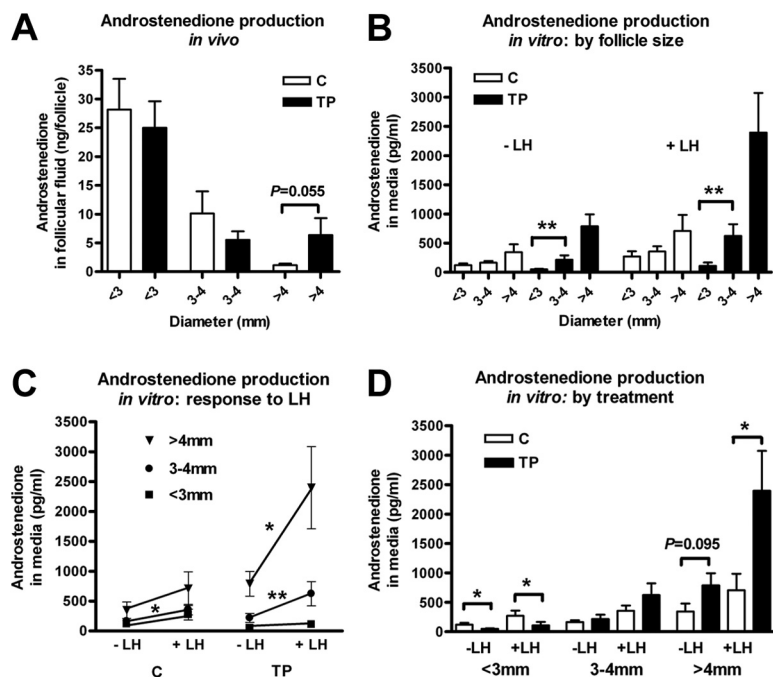 A
Androstenedione production
in vivo
Androstenedione
in follicular fluid (ng/follicle)
35
30
25
20
15
10
5
0
C
TP
P=0.055
<3
<3
3-4
3-4
>4
>4
Diameter (mm)
B
Androstenedione production
in vitro: by follicle size
Androstenedione
in media (pg/ml)
3500
3000
2500
2000
1500
1000
500
0
C
TP
- LH
+ LH
**
**
<3
3-4
>4
<3
3-4
>4
<3
3-4
>4
<3
3-4
>4
Diameter (mm)
C
Androstenedione production
in vitro: response to LH
Androstenedione
in media (pg/ml)
3500
3000
2500
2000
1500
1000
500
0
>4mm
3-4mm
<3mm
*
*
**
- LH
+ LH
- LH
+ LH
C
TP
D
Androstenedione production
in vitro: by treatment
Androstenedione
in media (pg/ml)
3500
3000
2500
2000
1500
1000
500
0
C
TP
*
*
P=0.095
*
-LH
+LH
-LH
+LH
-LH
+LH
<3mm
3-4mm
>4mm